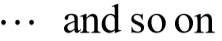 ⋯ and so on